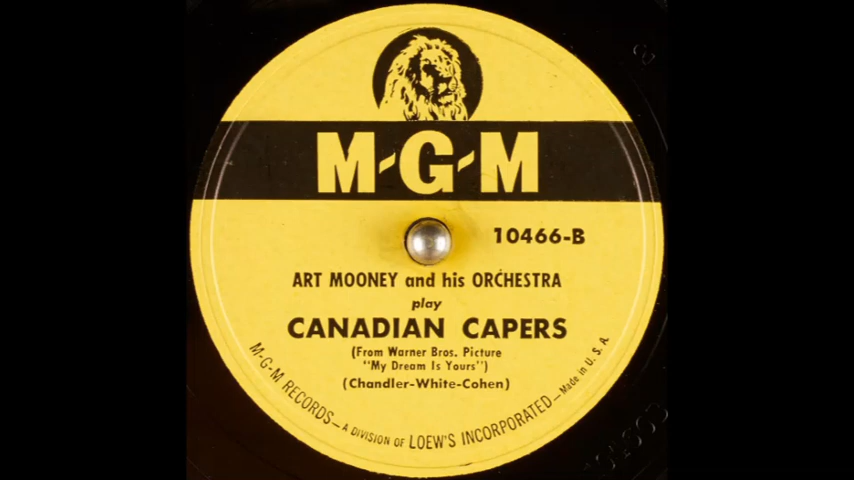 M-G-M
10466-B
ART MOONEY and his ORCHESTRA
play
CANADIAN CAPERS
(From Warner Bros. Picture
"My Dream Is Yours")
(Chandler-White-Cohen)
M-G-M RECORDS—A DIVISION OF LOEW'S INCORPORATED—Made in U. S. A.